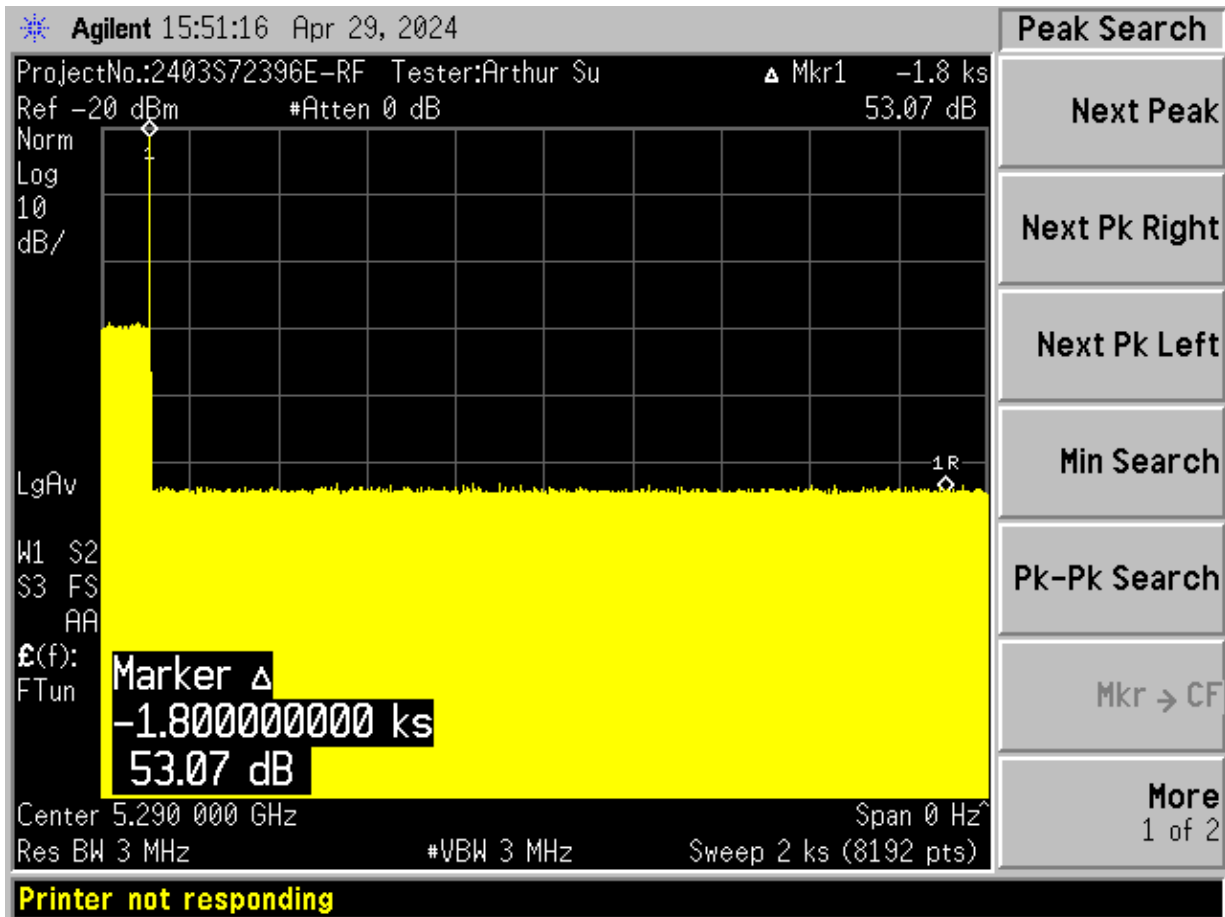 Agilent 15:51:16 Apr 29, 2024
Peak Search
ProjectNo.:2403S72396E-RF Tester:Arthur Su
Δ Mkr1 -1.8 ks
Ref -20 dBm #Atten 0 dB 53.07 dB
Norm
Log
10
dB/
1
1R
LgAv
W1 S2
S3 FS
AA
£(f):
FTun
Marker Δ
-1.800000000 ks
53.07 dB
Center 5.290 000 GHz Span 0 Hz^
Res BW 3 MHz #VBW 3 MHz Sweep 2 ks (8192 pts)
Next Peak
Next Pk Right
Next Pk Left
Min Search
Pk-Pk Search
Mkr → CF
More
1 of 2
Printer not responding